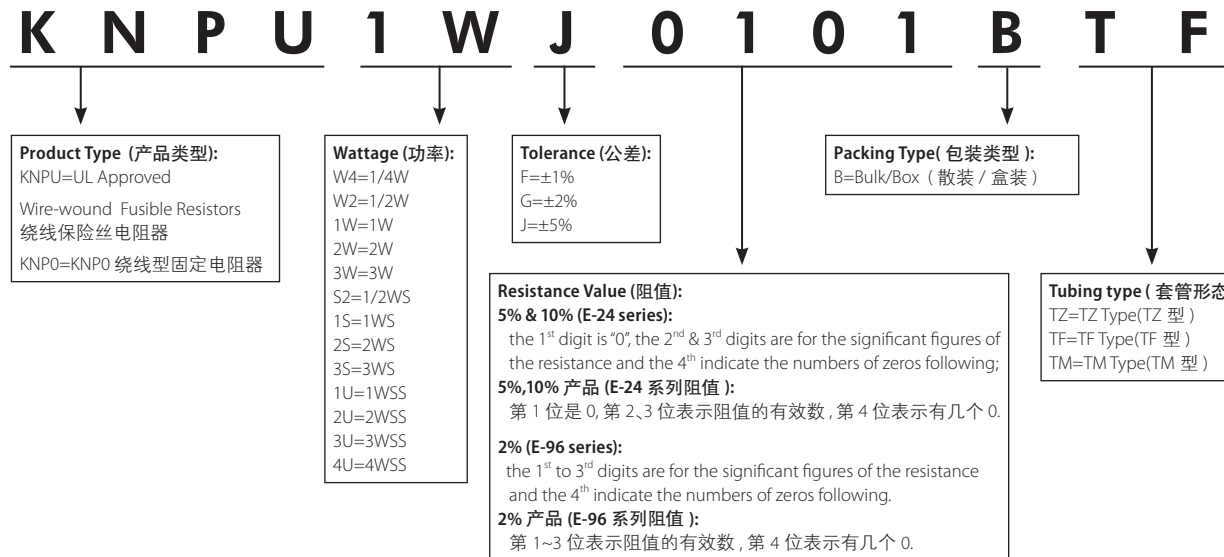 K N P U 1 W J 0 1 0 1 B T F
Product Type (产品类型):
KNPU=UL Approved
Wire-wound Fusible Resistors
绕线保险丝电阻器
KNP0=KNP0 绕线型固定电阻器
Wattage (功率):
W4=1/4W
W2=1/2W
1W=1W
2W=2W
3W=3W
S2=1/2WS
1S=1WS
2S=2WS
3S=3WS
1U=1WSS
2U=2WSS
3U=3WSS
4U=4WSS
Tolerance (公差):
F=±1%
G=±2%
J=±5%
Resistance Value (阻值):
5% & 10% (E-24 series):
the 1st digit is "0", the 2nd & 3rd digits are for the significant figures of
the resistance and the 4th indicate the numbers of zeros following;
5%,10% 产品 (E-24 系列阻值 ):
第 1 位是 0, 第 2、3 位表示阻值的有效数 , 第 4 位表示有几个 0.
2% (E-96 series):
the 1st to 3rd digits are for the significant figures of the resistance
and the 4th indicate the numbers of zeros following.
2% 产品 (E-96 系列阻值 ):
第 1~3 位表示阻值的有效数 , 第 4 位表示有几个 0.
Packing Type( 包装类型 ):
B=Bulk/Box ( 散装 / 盒装 )
Tubing type ( 套管形态
TZ=TZ Type(TZ 型 )
TF=TF Type(TF 型 )
TM=TM Type(TM 型 )